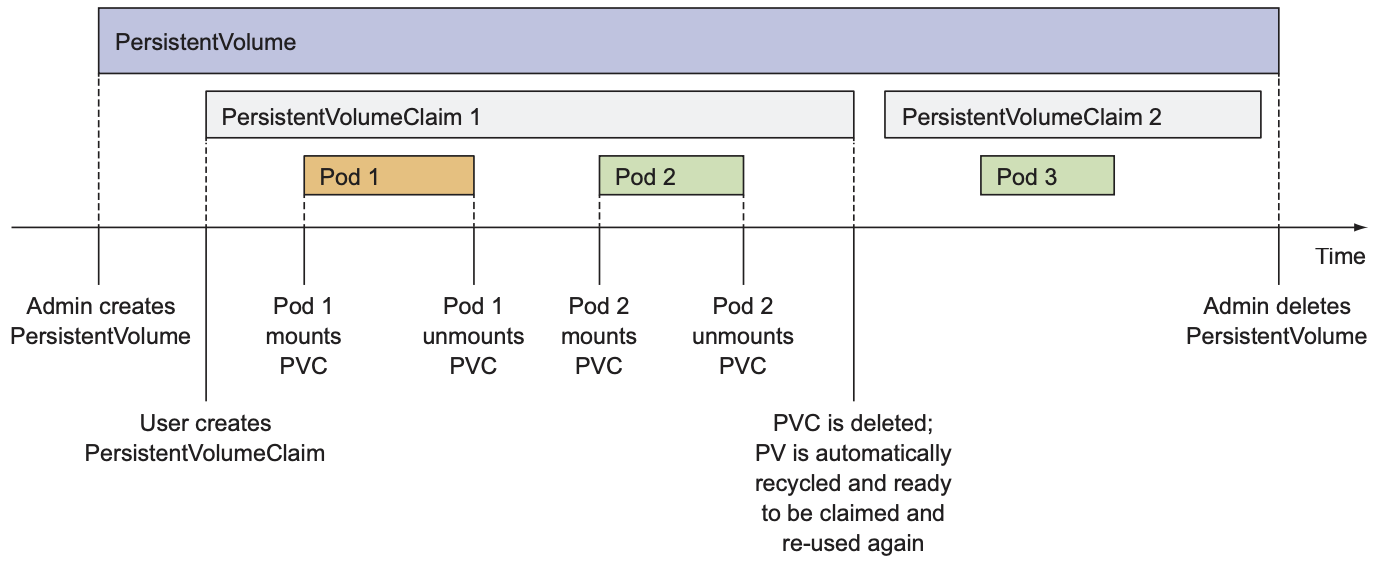 PersistentVolume
PersistentVolumeClaim 1
PersistentVolumeClaim 2
Pod 1
Pod 2
Pod 3
Time
Admin creates
PersistentVolume
Pod 1
mounts
PVC
Pod 1
unmounts
PVC
Pod 2
mounts
PVC
Pod 2
unmounts
PVC
Admin deletes
PersistentVolume
User creates
PersistentVolumeClaim
PVC is deleted;
PV is automatically
recycled and ready
to be claimed and
re-used again